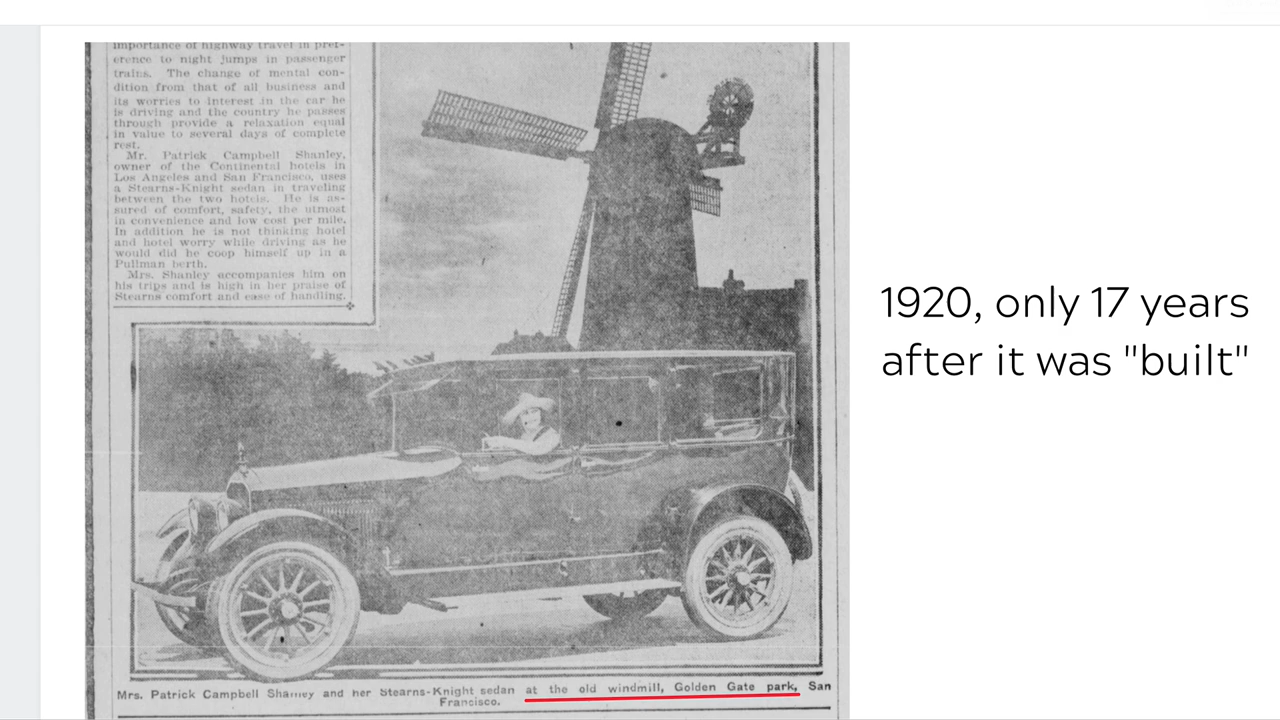 importance of highway travel in pref-
erence to night jumps in passenger
trains. The change of mental con-
dition from that of all business and
its worries to interest in the car he
is driving and the country he passes
through provide a relaxation equal
in value to several days of complete
rest.
Mr. Patrick Campbell Shanley,
owner of the Continental hotels in
Los Angeles and San Francisco, uses
a Stearns-Knight sedan in traveling
between the two hotels. He is as-
sured of comfort, safety, the utmost
in convenience and low cost per mile.
In addition he is not thinking hotel
and hotel worry while driving as he
would did he coop himself up in a
Pullman berth.
Mrs. Shanley accompanies him on
his trips and is high in her praise of
Stearns comfort and ease of handling.
1920, only 17 years
after it was "built"
Mrs. Patrick Campbell Shanley and her Stearns-Knight sedan at the old windmill, Golden Gate park, San
Francisco.